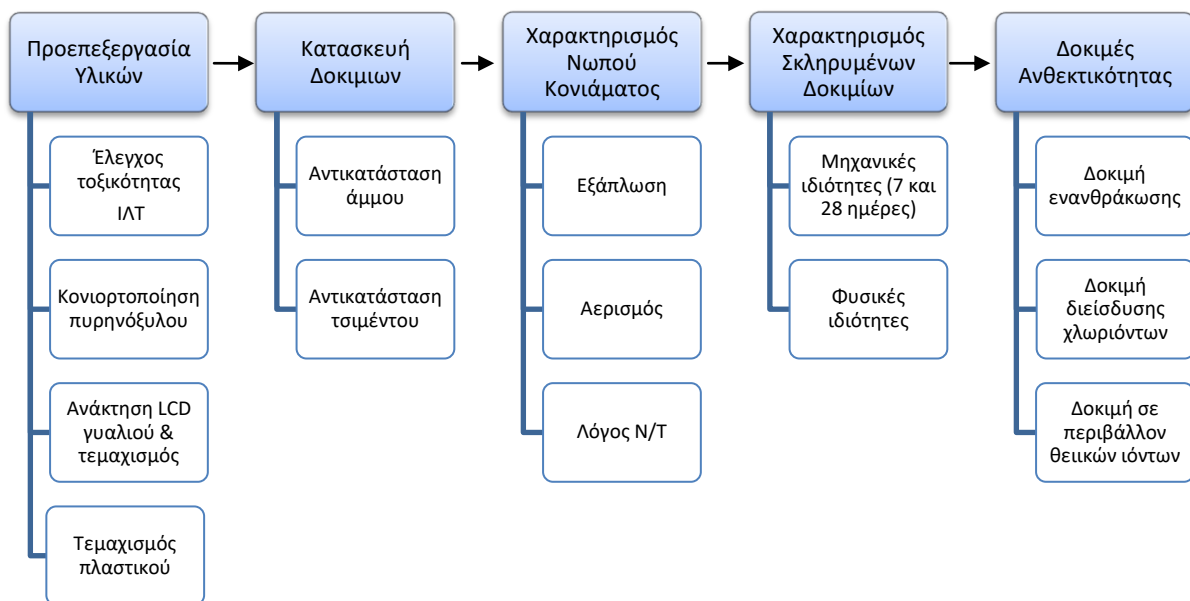 Προεπεξεργασία
Υλικών
Έλεγχος
τοξικότητας
ΙΛΤ
Κονιορτοποίηση
πυρηνόξυλου
Ανάκτηση LCD
γυαλιού &
τεμαχισμός
Τεμαχισμός
πλαστικού
Κατασκευή
Δοκιμιων
Αντικατάσταση
άμμου
Αντικατάσταση
τσιμέντου
Χαρακτηρισμός
Νωπού
Κονιάματος
Εξάπλωση
Αερισμός
Λόγος Ν/Τ
Χαρακτηρισμός
Σκληρυμένων
Δοκιμίων
Μηχανικές
ιδιότητες (7 και
28 ημέρες)
Φυσικές
ιδιότητες
Δοκιμές
Ανθεκτικότητας
Δοκιμή
ενανθράκωσης
Δοκιμή
διείσδυσης
χλωριόντων
Δοκιμή σε
περιβάλλον
θειικών ιόντων